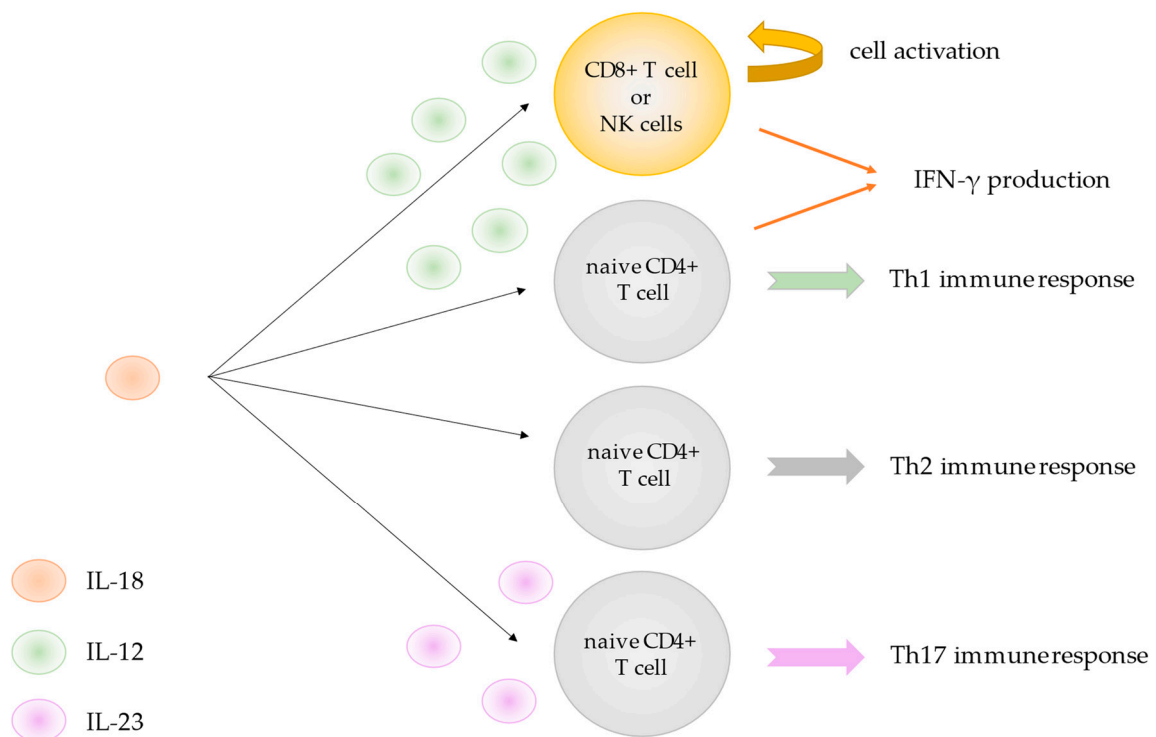 CD8+ T cell
or
NK cells
cell activation
IFN-γ production
naive CD4+
T cell
Th1 immune response
naive CD4+
T cell
Th2 immune response
naive CD4+
T cell
Th17 immune response
IL-18
IL-12
IL-23